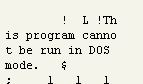 ! L !Th
is program canno
t be run in DOS
mode. $
; l l l